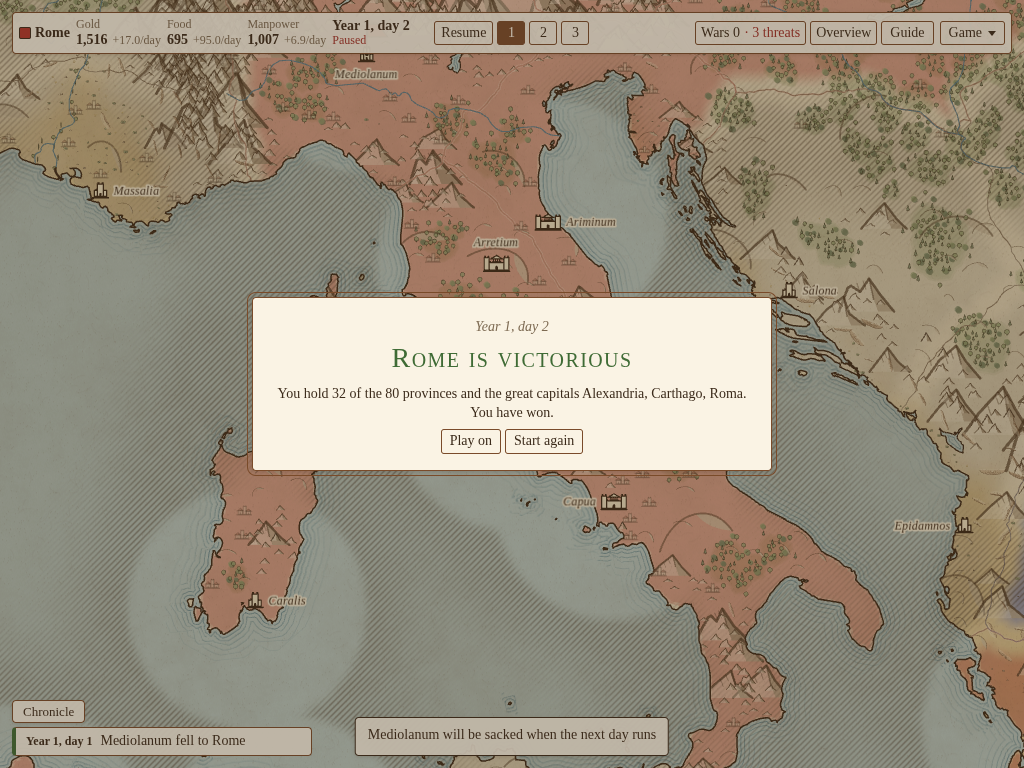 Rome
Gold
1,516 +17.0/day
Food
695 +95.0/day
Manpower
1,007 +6.9/day
Year 1, day 2
Paused
Resume
1
2
3
Wars 0 · 3 threats
Overview
Guide
Game
Mediolanum
Massalia
Ariminum
Arretium
Salona
Year 1, day 2
Rome is victorious
You hold 32 of the 80 provinces and the great capitals Alexandria, Carthago, Roma.
You have won.
Play on
Start again
Capua
Epidamnos
Caralis
Chronicle
Year 1, day 1 Mediolanum fell to Rome
Mediolanum will be sacked when the next day runs